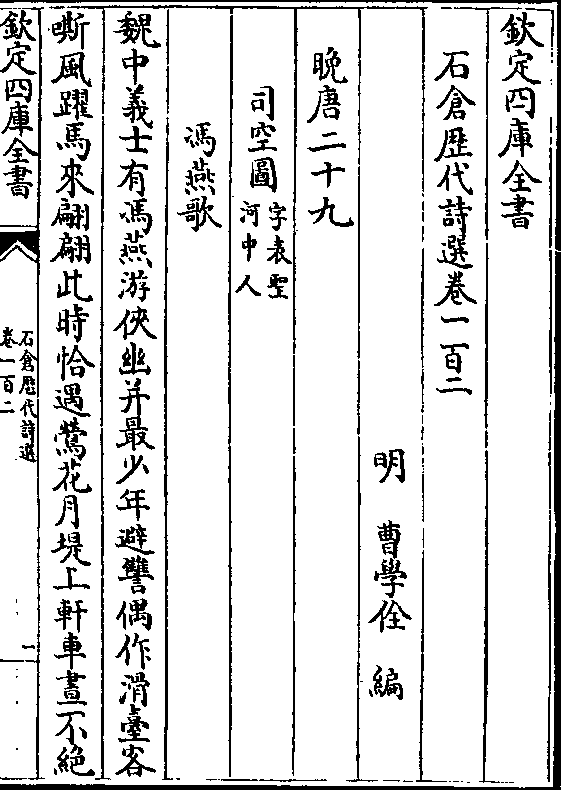 欽定四庫全書
石倉歴代詩選卷一百二
明 曹學佺 編
晚唐二十九
司空圖字表聖
河中人
馮燕歌
魏中義士有馮燕游俠幽并最少年避讐偶作滑臺客
嘶風躍馬來翩翩此時恰遇鶯花月堤上軒車晝不絕
欽定四庫全書
石倉歴代詩選
卷一百二
一